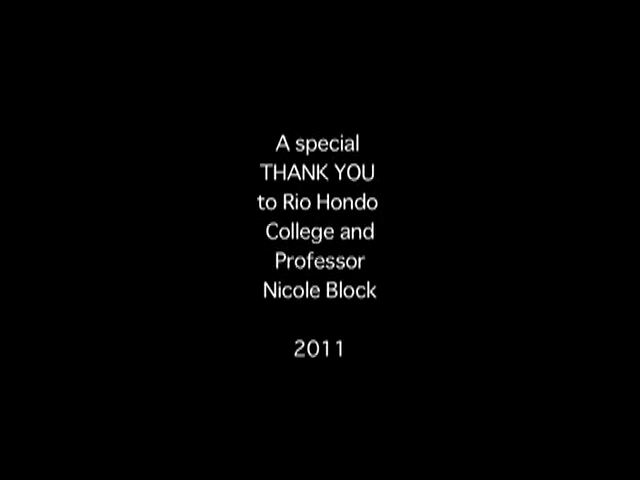 A special
THANK YOU
to Rio Hondo
College and
Professor
Nicole Block
2011